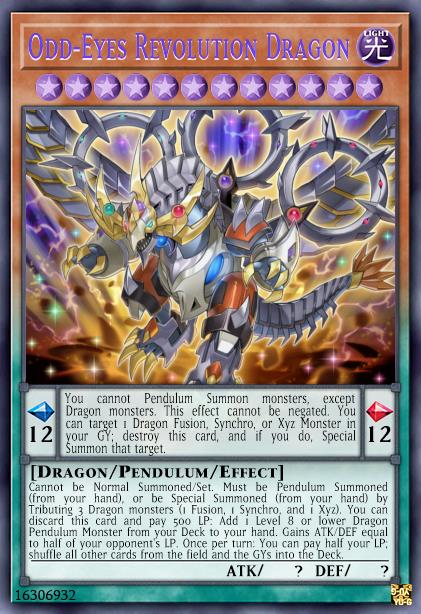 Odd-Eyes Revolution Dragon
LIGHT
光
You cannot Pendulum Summon monsters, except
Dragon monsters. This effect cannot be negated. You
can target 1 Dragon Fusion, Synchro, or Xyz Monster in
your GY; destroy this card, and if you do, Special
Summon that target.
12
12
[Dragon/Pendulum/Effect]
Cannot be Normal Summoned/Set. Must be Pendulum Summoned
(from your hand), or be Special Summoned (from your hand) by
Tributing 3 Dragon monsters (1 Fusion, 1 Synchro, and 1 Xyz). You can
discard this card and pay 500 LP: Add 1 Level 8 or lower Dragon
Pendulum Monster from your Deck to your hand. Gains ATK/DEF equal
to half of your opponent's LP. Once per turn: You can pay half your LP;
shuffle all other cards from the field and the GYs into the Deck.
ATK/ ? DEF/ ?
16306932